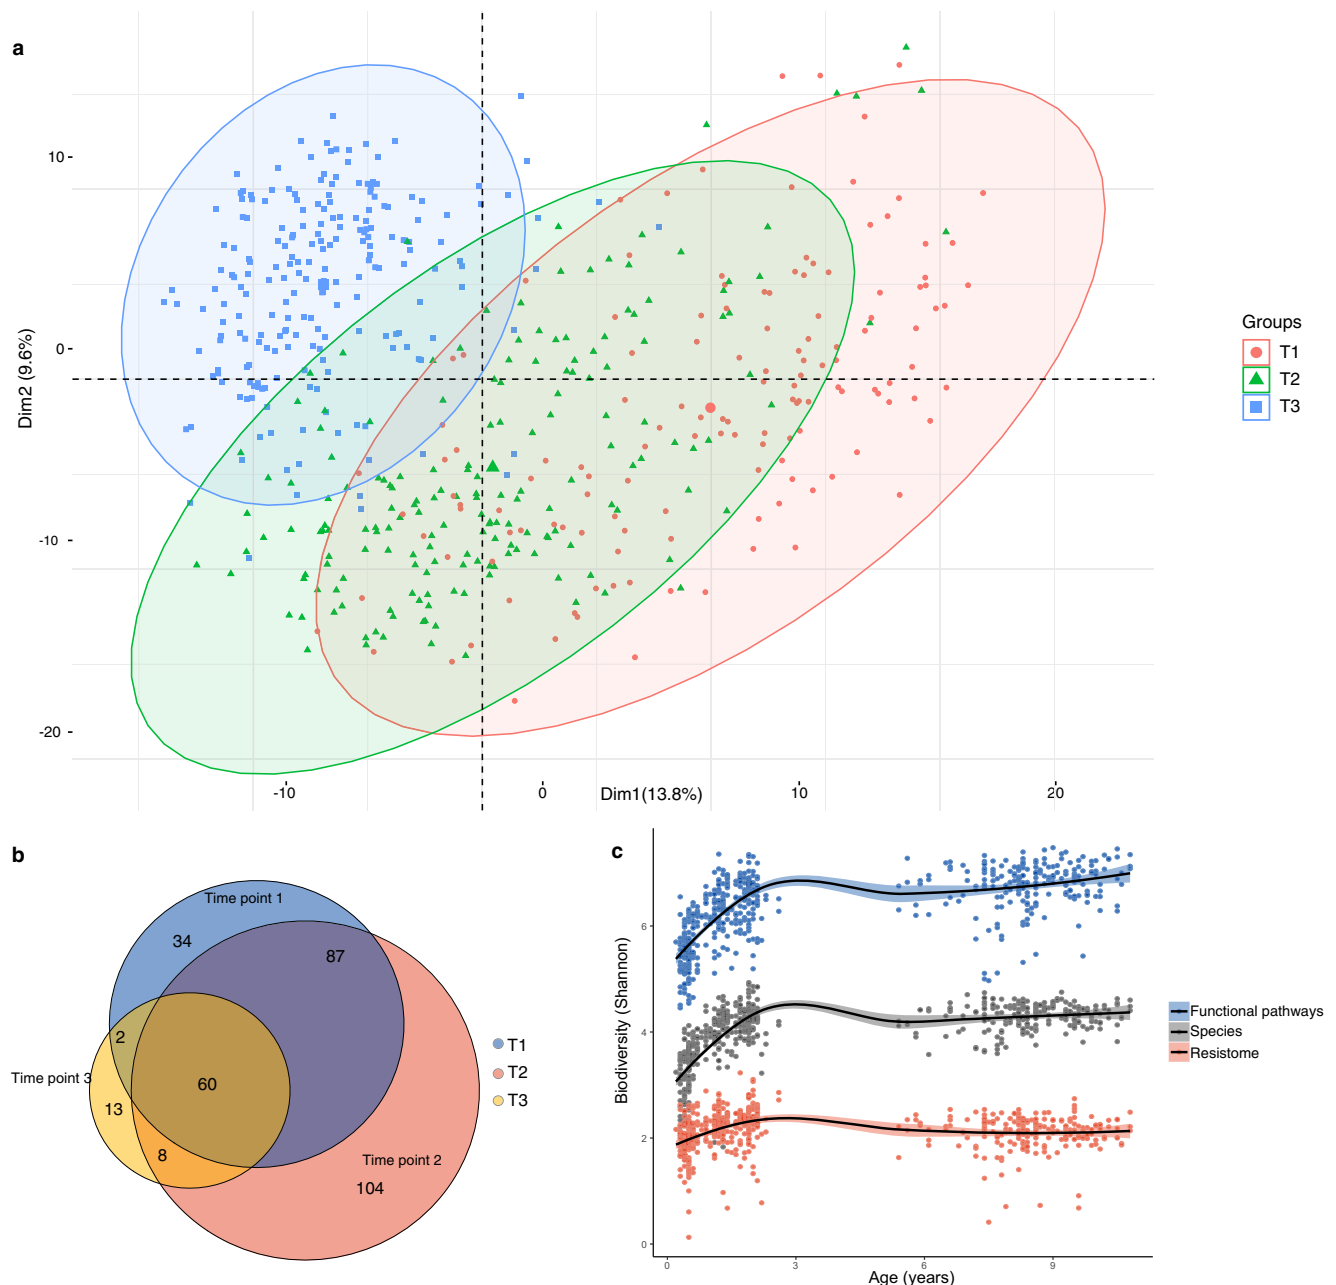 a
10
0
-10
-20
Dim2 (9.6%)
-10
0
10
20
Dim1(13.8%)
Groups
T1
T2
T3
b
Time point 1
34
87
2
60
Time point 3
13
8
Time point 2
104
T1
T2
T3
c
6
4
2
0
Biodiversity (Shannon)
0
3
6
9
Age (years)
Functional pathways
Species
Resistome